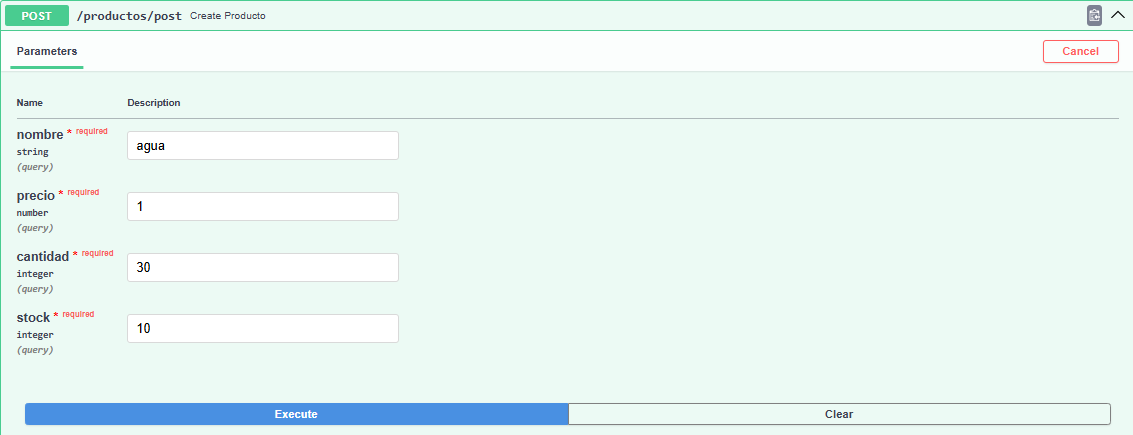 POST /productos/post Create Producto
Parameters Cancel
Name Description
nombre * required
string
(query)
agua
precio * required
number
(query)
1
cantidad * required
integer
(query)
30
stock * required
integer
(query)
10
Execute Clear